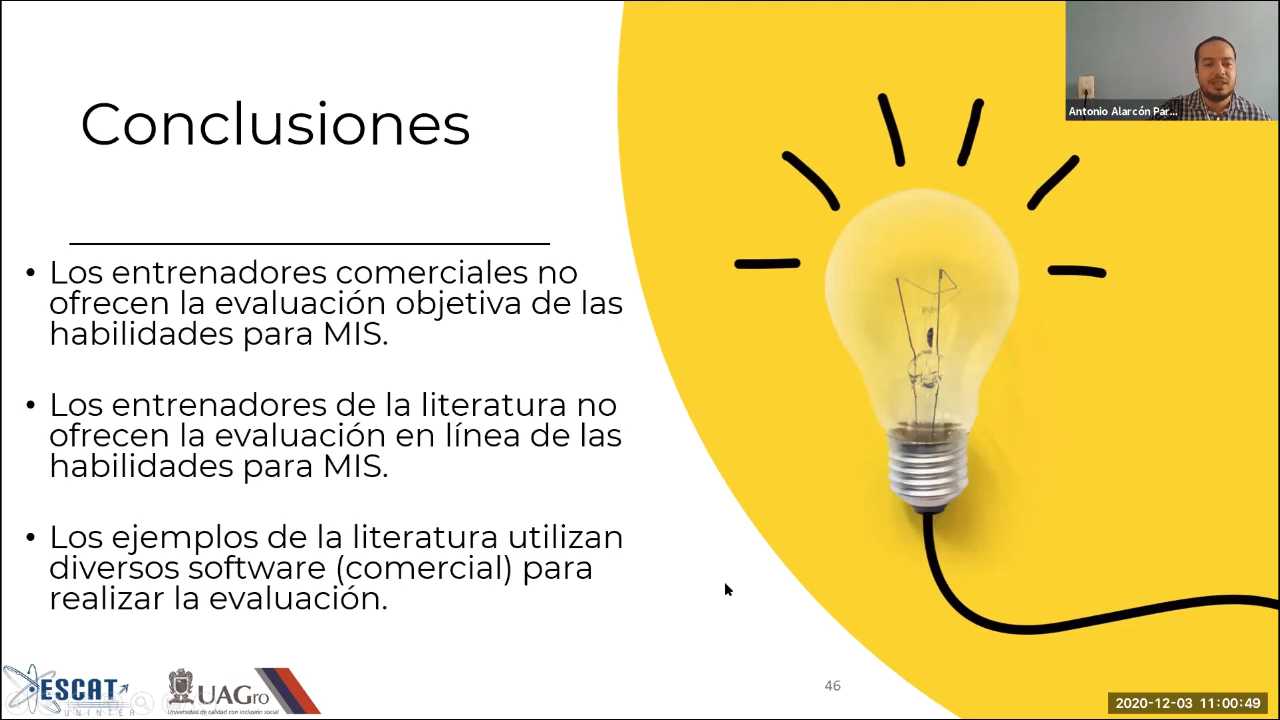 Conclusiones
• Los entrenadores comerciales no
ofrecen la evaluación objetiva de las
habilidades para MIS.
• Los entrenadores de la literatura no
ofrecen la evaluación en línea de las
habilidades para MIS.
• Los ejemplos de la literatura utilizan
diversos software (comercial) para
realizar la evaluación.
Antonio Alarcón Par...
ESCAT
UNINTER
UAGro
Universidad de calidad con inclusión social
46
2020-12-03 11:00:49